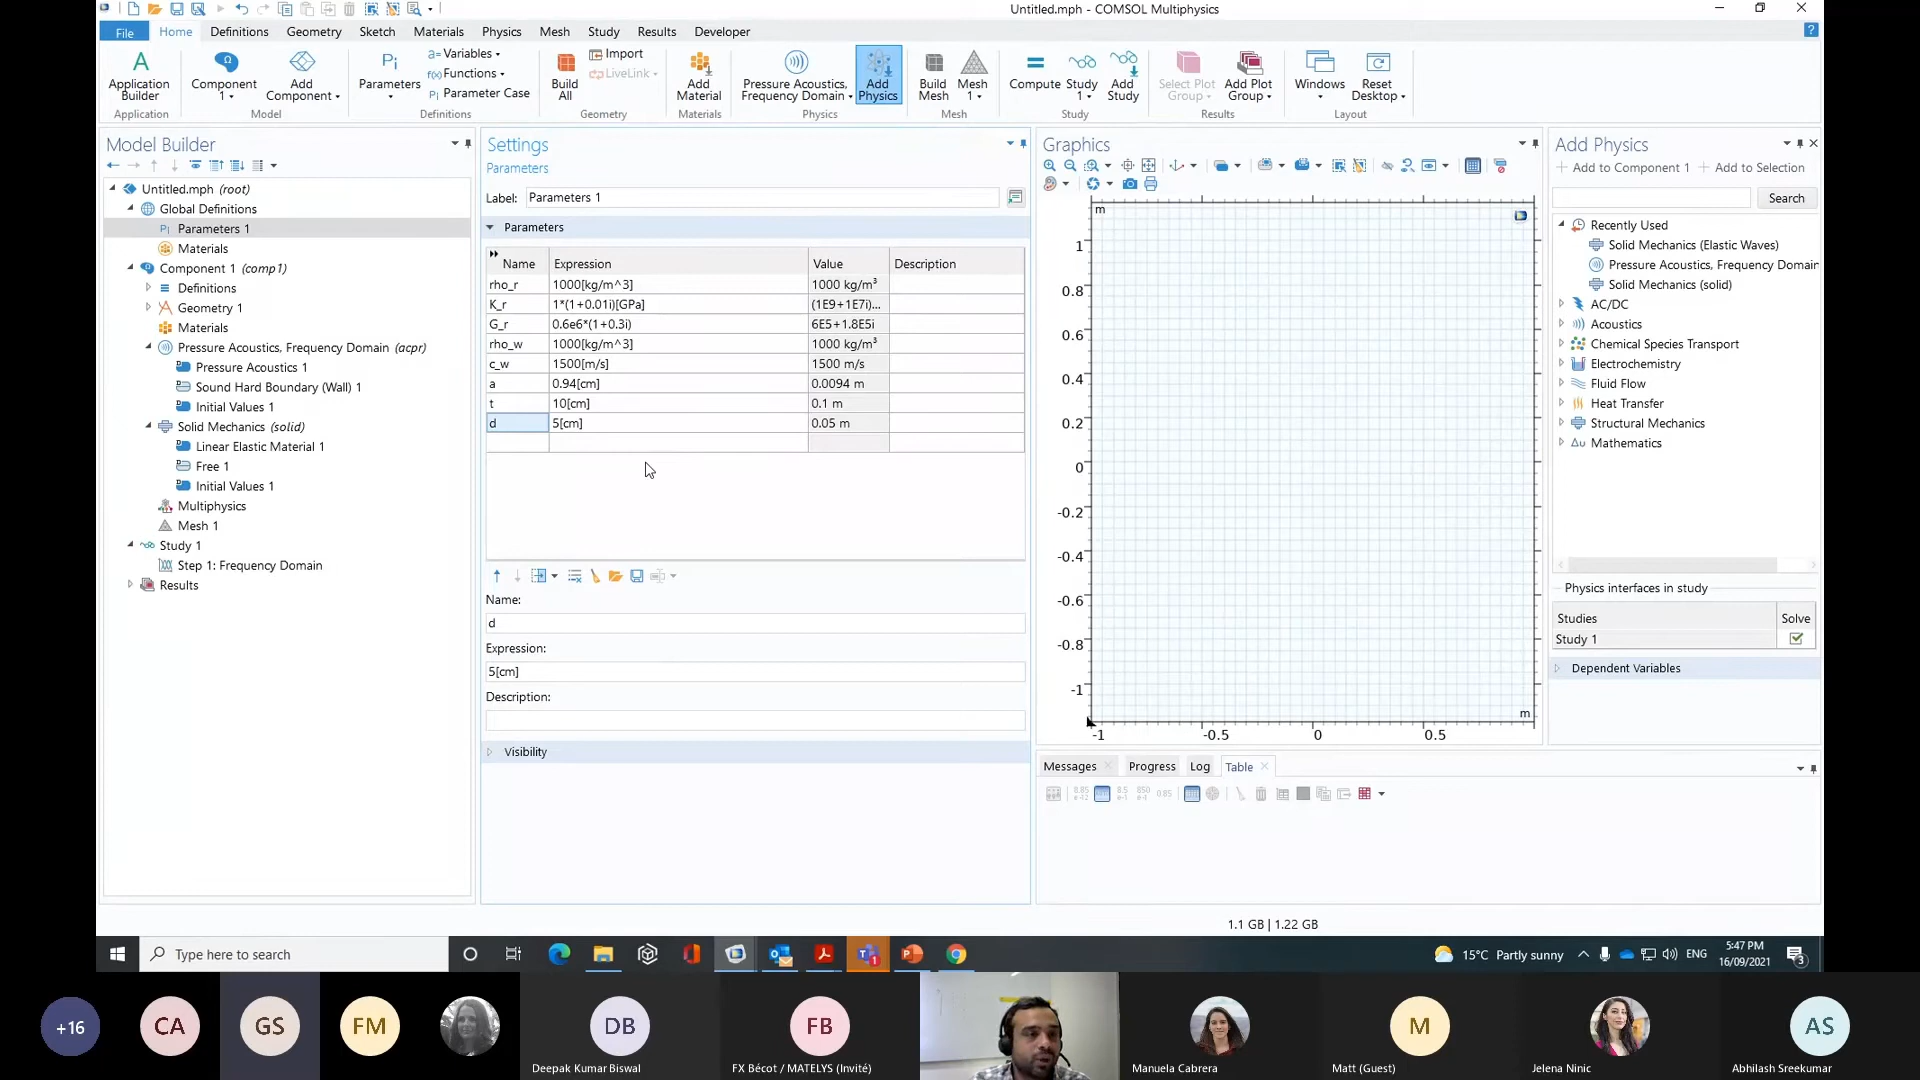 Untitled.mph - COMSOL Multiphysics
File Home Definitions Geometry Sketch Materials Physics Mesh Study Results Developer
Application Builder
Application
Component 1
Add Component
Model
Parameters
a= Variables
f(x) Functions
Pi Parameter Case
Definitions
Build All
Import
LiveLink
Geometry
Add Material
Materials
Pressure Acoustics, Frequency Domain
Add Physics
Physics
Build Mesh
Mesh 1
Mesh
Compute
Study 1
Add Study
Study
Select Plot Group
Add Plot Group
Results
Windows
Reset Desktop
Layout
Model Builder
Untitled.mph (root)
Global Definitions
Pi Parameters 1
Materials
Component 1 (comp1)
Definitions
Geometry 1
Materials
Pressure Acoustics, Frequency Domain (acpr)
Pressure Acoustics 1
Sound Hard Boundary (Wall) 1
Initial Values 1
Solid Mechanics (solid)
Linear Elastic Material 1
Free 1
Initial Values 1
Multiphysics
Mesh 1
Study 1
Step 1: Frequency Domain
Results
Settings
Parameters
Label: Parameters 1
Parameters
Name Expression Value Description
rho_r 1000[kg/m^3] 1000 kg/m³
K_r 1*(1+0.01i)[GPa] (1E9+1E7i)...
G_r 0.6e6*(1+0.3i) 6E5+1.8E5i
rho_w 1000[kg/m^3] 1000 kg/m³
c_w 1500[m/s] 1500 m/s
a 0.94[cm] 0.0094 m
t 10[cm] 0.1 m
d 5[cm] 0.05 m
Name:
d
Expression:
5[cm]
Description:
Visibility
Graphics
m
1
0.8
0.6
0.4
0.2
0
-0.2
-0.4
-0.6
-0.8
-1
m
-1 -0.5 0 0.5
Messages Progress Log Table
8.5 850 0.85
Add Physics
Add to Component 1 Add to Selection
Search
Recently Used
Solid Mechanics (Elastic Waves)
Pressure Acoustics, Frequency Domain
Solid Mechanics (solid)
AC/DC
Acoustics
Chemical Species Transport
Electrochemistry
Fluid Flow
Heat Transfer
Structural Mechanics
Δu Mathematics
Physics interfaces in study
Studies Solve
Study 1
Dependent Variables
1.1 GB | 1.22 GB
Type here to search
15°C Partly sunny
ENG
5:47 PM
16/09/2021
3
+16
CA
GS
FM
DB
Deepak Kumar Biswal
FB
FX Bécot / MATELYS (Invité)
Manuela Cabrera
M
Matt (Guest)
Jelena Ninic
AS
Abhilash Sreekumar